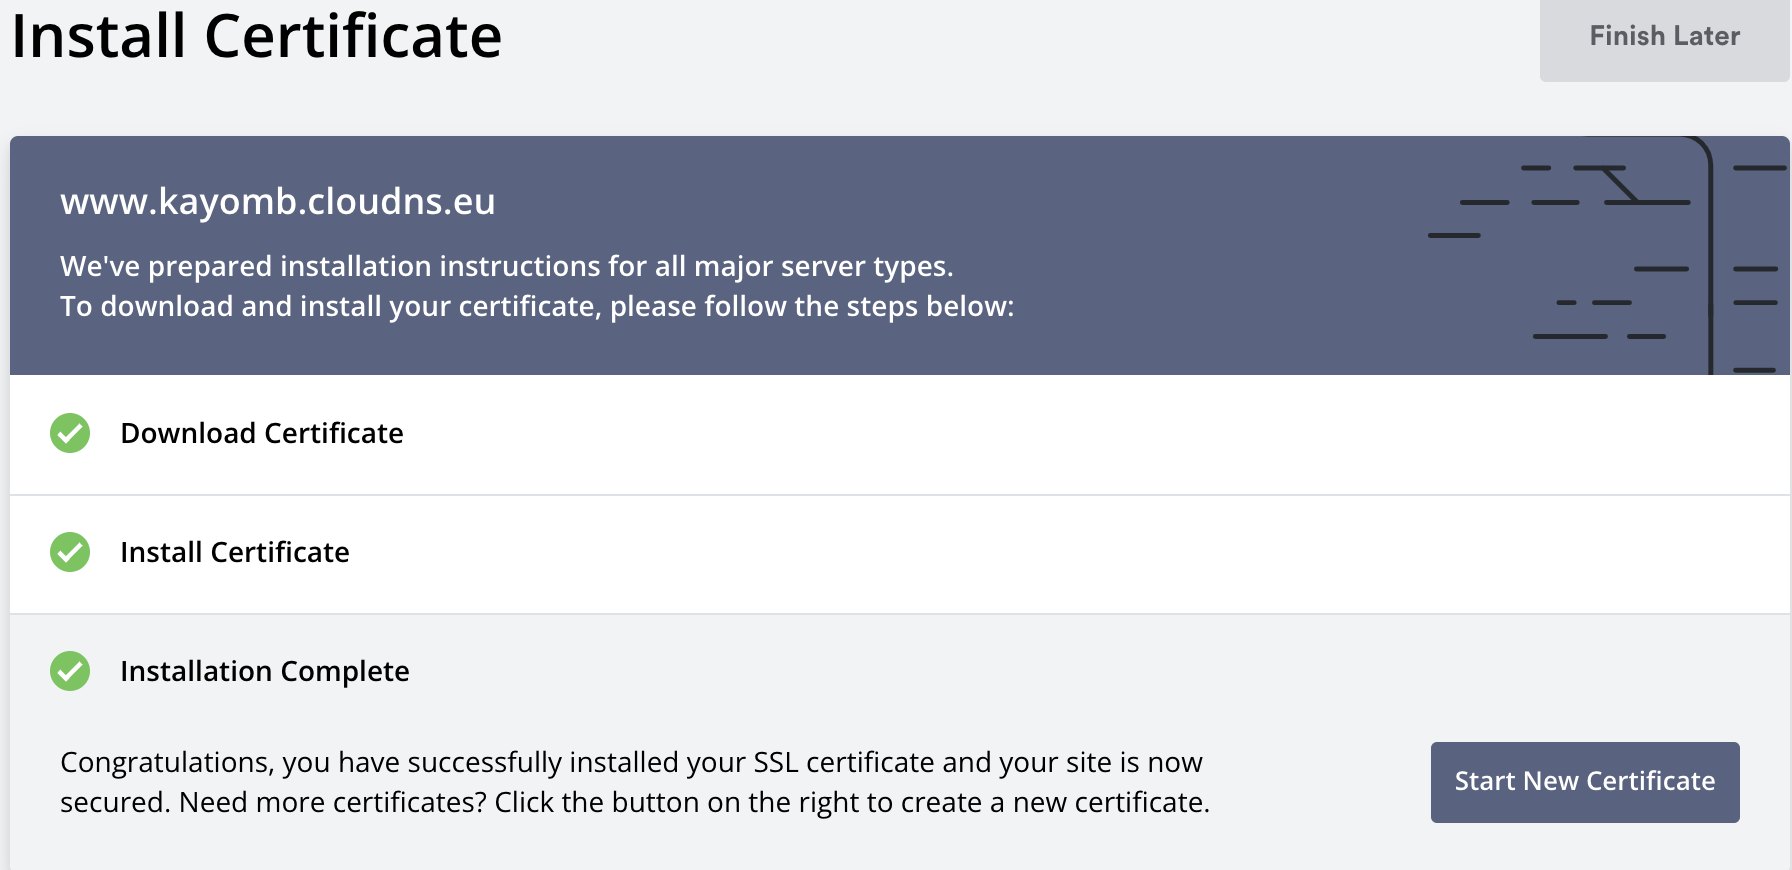 Install Certificate
Finish Later
www.kayomb.cloudns.eu
We've prepared installation instructions for all major server types.
To download and install your certificate, please follow the steps below:
Download Certificate
Install Certificate
Installation Complete
Congratulations, you have successfully installed your SSL certificate and your site is now
secured. Need more certificates? Click the button on the right to create a new certificate.
Start New Certificate